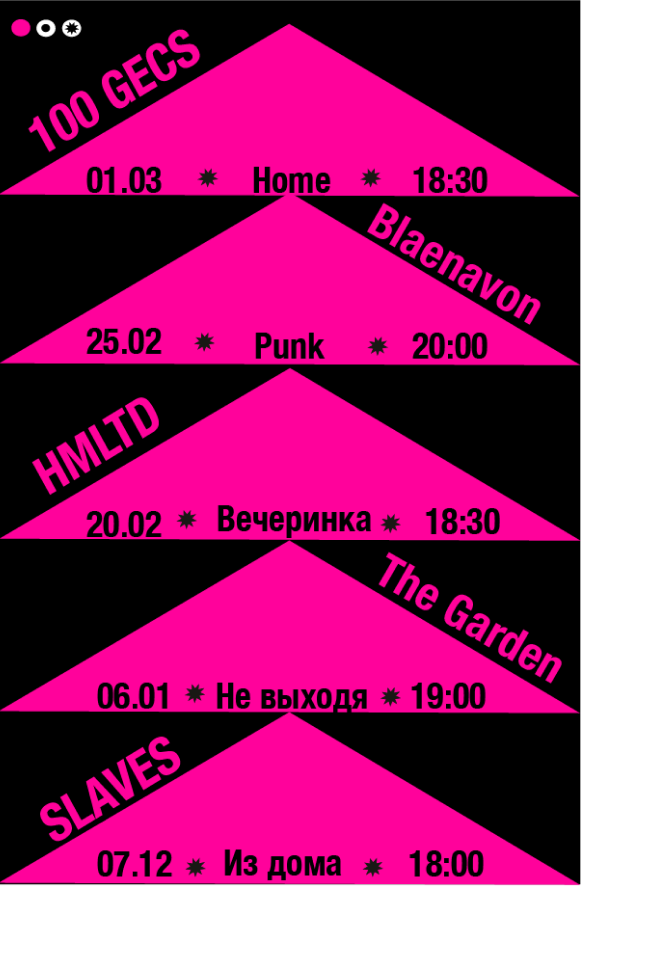 100 GECS
01.03 Home 18:30
Blaenavon
25.02 Punk 20:00
HMLTD
20.02 Вечеринка 18:30
The Garden
06.01 Не выходя 19:00
SLAVES
07.12 Из дома 18:00